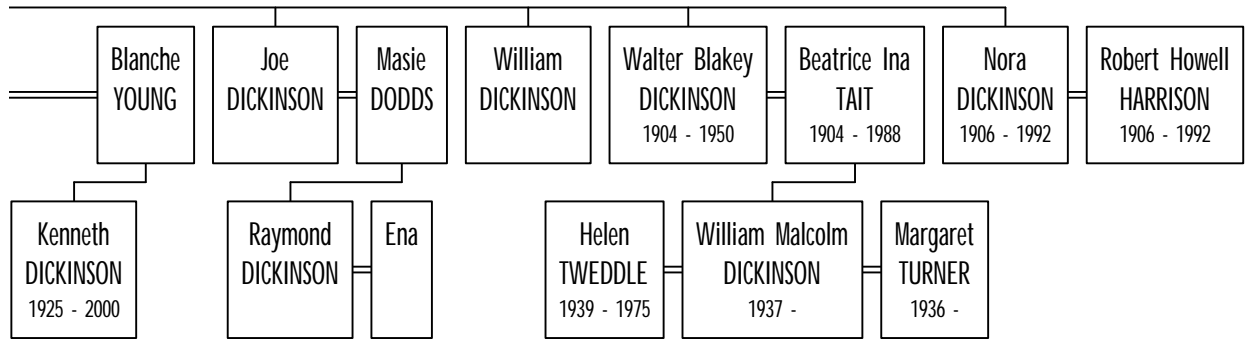 Blanche
YOUNG
Joe
DICKINSON
Masie
DODDS
William
DICKINSON
Walter Blakey
DICKINSON
1904 - 1950
Beatrice Ina
TAIT
1904 - 1988
Nora
DICKINSON
1906 - 1992
Robert Howell
HARRISON
1906 - 1992
Kenneth
DICKINSON
1925 - 2000
Raymond
DICKINSON
Ena
Helen
TWEDDLE
1939 - 1975
William Malcolm
DICKINSON
1937 -
Margaret
TURNER
1936 -